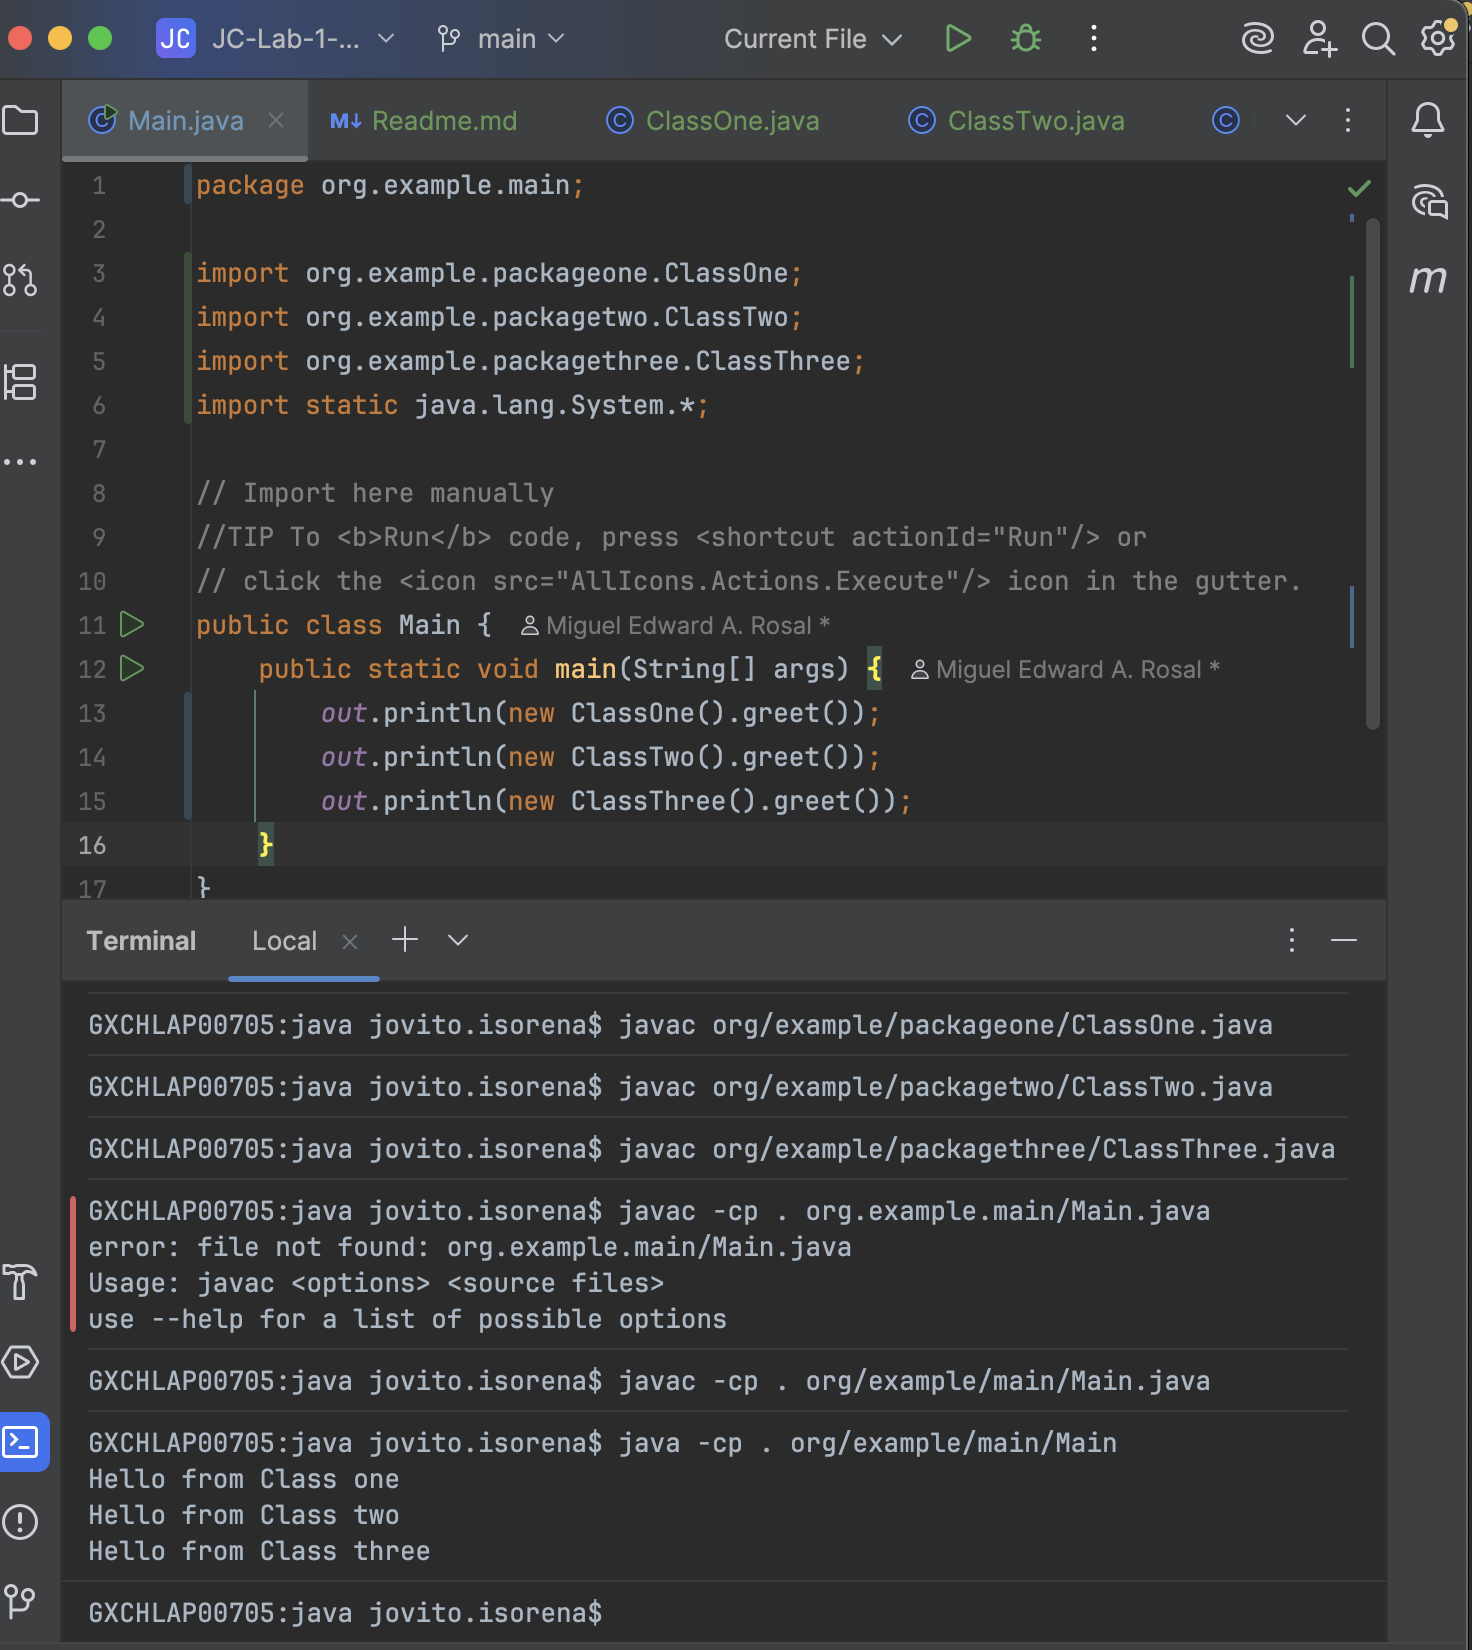 JC JC-Lab-1-... main Current File
Main.java Readme.md ClassOne.java ClassTwo.java
1 package org.example.main;
2
3 import org.example.packageone.ClassOne;
4 import org.example.packagetwo.ClassTwo;
5 import org.example.packagethree.ClassThree;
6 import static java.lang.System.*;
7
8 // Import here manually
9 //TIP To <b>Run</b> code, press <shortcut actionId="Run"/> or
10 // click the <icon src="AllIcons.Actions.Execute"/> icon in the gutter.
11 public class Main { Miguel Edward A. Rosal *
12 public static void main(String[] args) { Miguel Edward A. Rosal *
13 out.println(new ClassOne().greet());
14 out.println(new ClassTwo().greet());
15 out.println(new ClassThree().greet());
16 }
17 }
Terminal Local
GXCHLAP00705:java jovito.isorena$ javac org/example/packageone/ClassOne.java
GXCHLAP00705:java jovito.isorena$ javac org/example/packagetwo/ClassTwo.java
GXCHLAP00705:java jovito.isorena$ javac org/example/packagethree/ClassThree.java
GXCHLAP00705:java jovito.isorena$ javac -cp . org.example.main/Main.java
error: file not found: org.example.main/Main.java
Usage: javac <options> <source files>
use --help for a list of possible options
GXCHLAP00705:java jovito.isorena$ javac -cp . org/example/main/Main.java
GXCHLAP00705:java jovito.isorena$ java -cp . org/example/main/Main
Hello from Class one
Hello from Class two
Hello from Class three
GXCHLAP00705:java jovito.isorena$